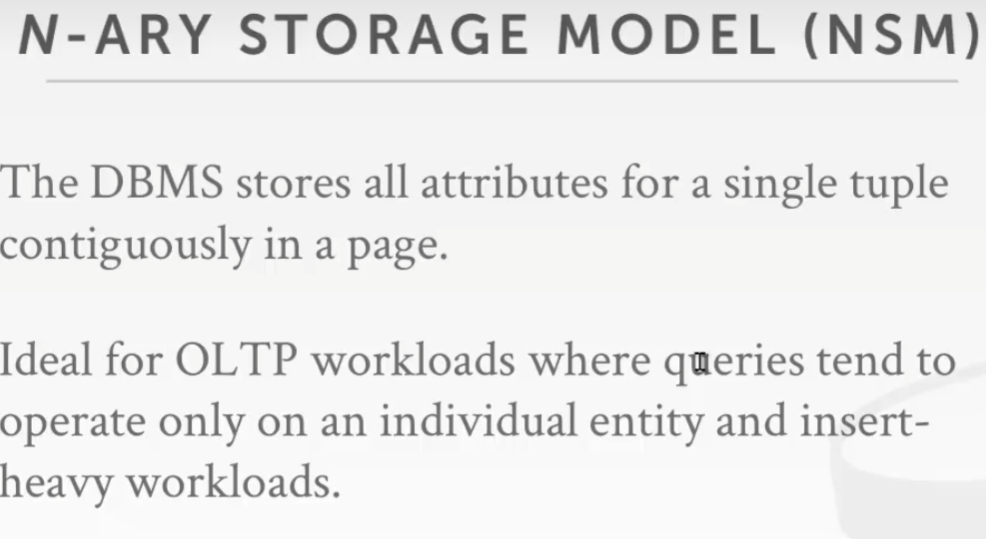 N-ARY STORAGE MODEL (NSM)
The DBMS stores all attributes for a single tuple
contiguously in a page.
Ideal for OLTP workloads where queries tend to
operate only on an individual entity and insert-
heavy workloads.